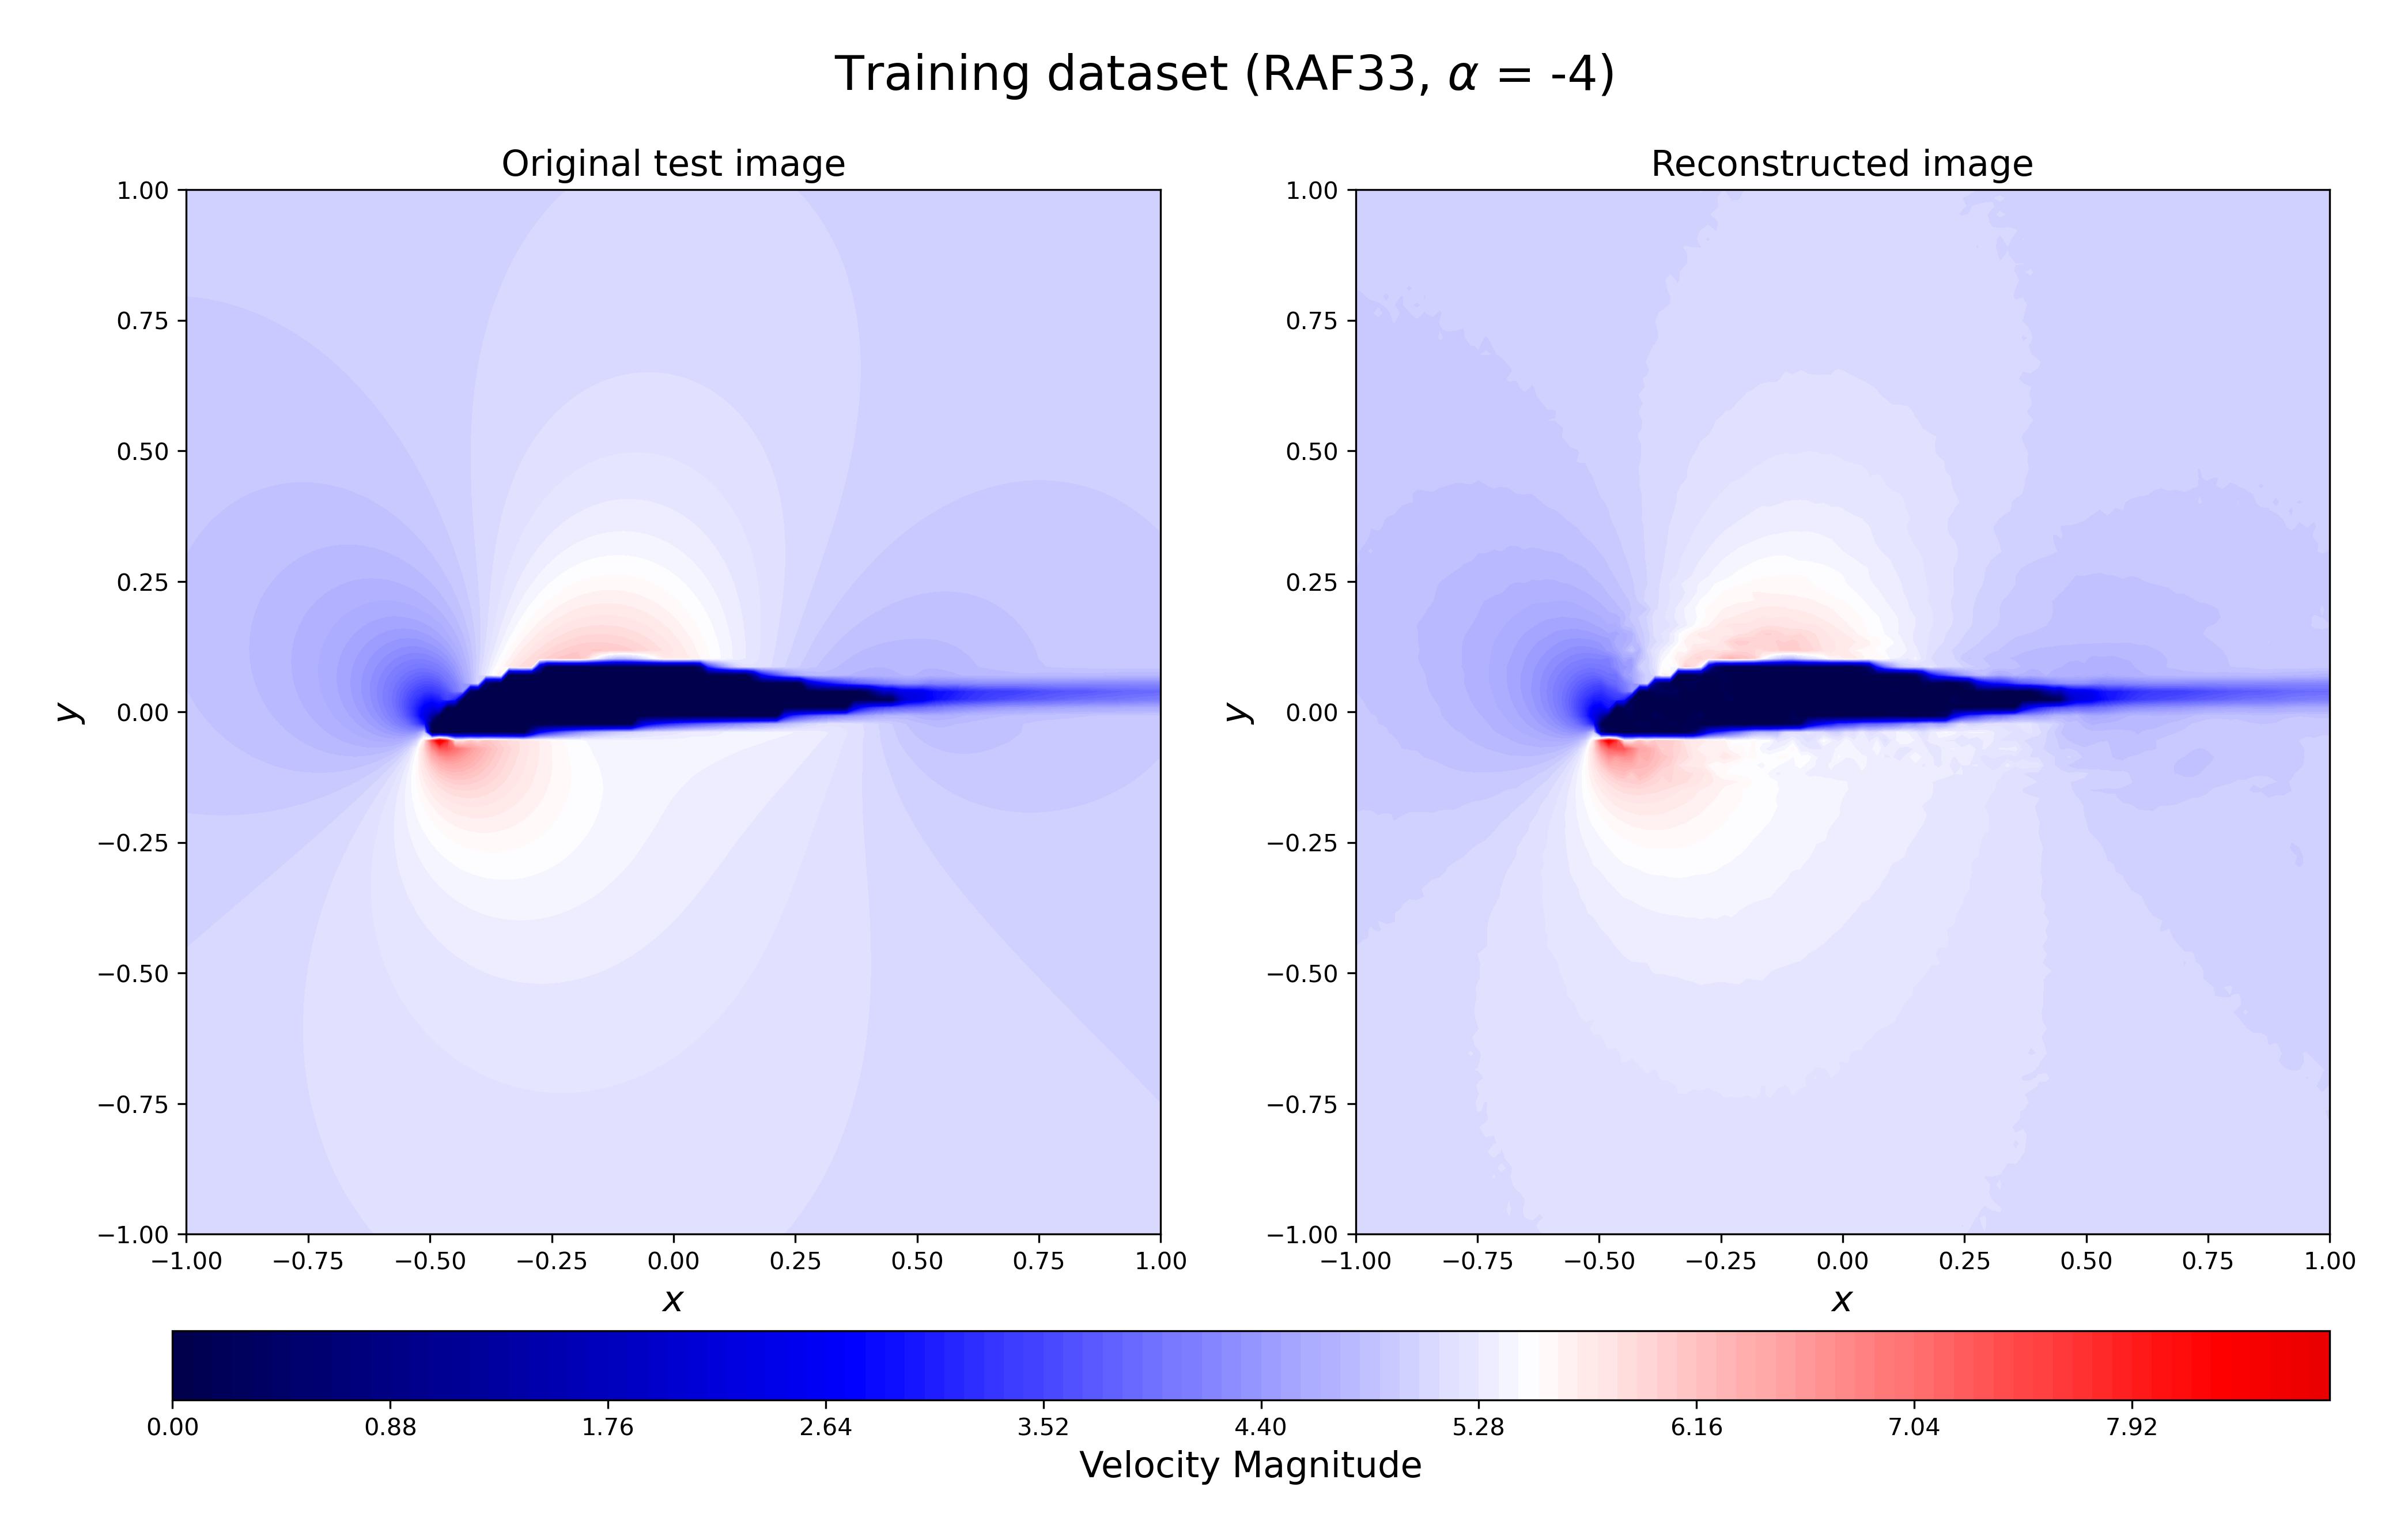 Training dataset (RAF33, α = -4)
Original test image
1.00
0.75
0.50
0.25
0.00
−0.25
−0.50
−0.75
−1.00
y
−1.00 −0.75 −0.50 −0.25 0.00 0.25 0.50 0.75 1.00
x
Reconstructed image
1.00
0.75
0.50
0.25
0.00
−0.25
−0.50
−0.75
−1.00
y
−1.00 −0.75 −0.50 −0.25 0.00 0.25 0.50 0.75 1.00
x
0.00 0.88 1.76 2.64 3.52 4.40 5.28 6.16 7.04 7.92
Velocity Magnitude